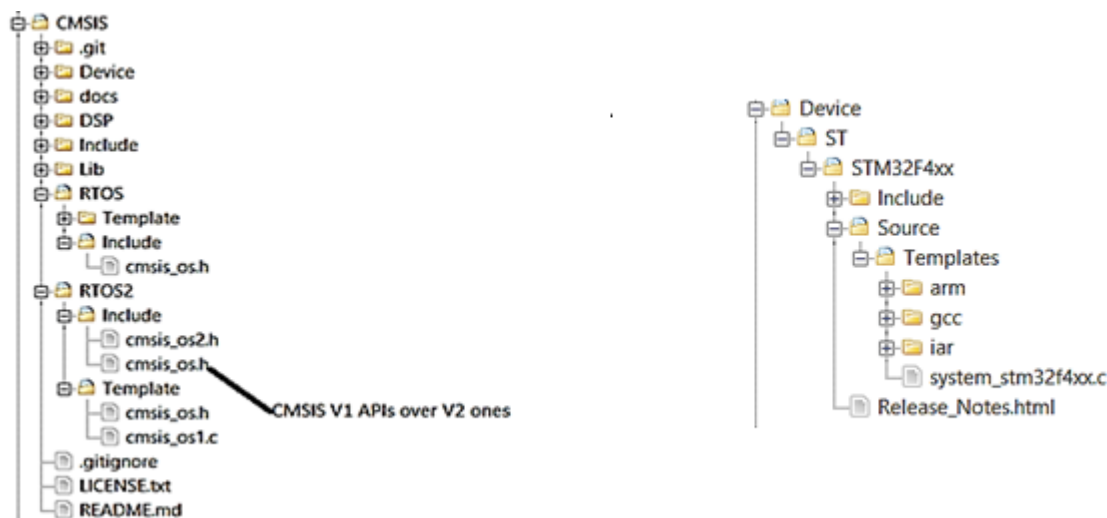 CMSIS
.git
Device
docs
DSP
Include
Lib
RTOS
Template
Include
cmsis_os.h
RTOS2
Include
cmsis_os2.h
cmsis_os.h
Template
CMSIS V1 APIs over V2 ones
cmsis_os.h
cmsis_os1.c
.gitignore
LICENSE.txt
README.md
Device
ST
STM32F4xx
Include
Source
Templates
arm
gcc
iar
system_stm32f4xx.c
Release_Notes.html